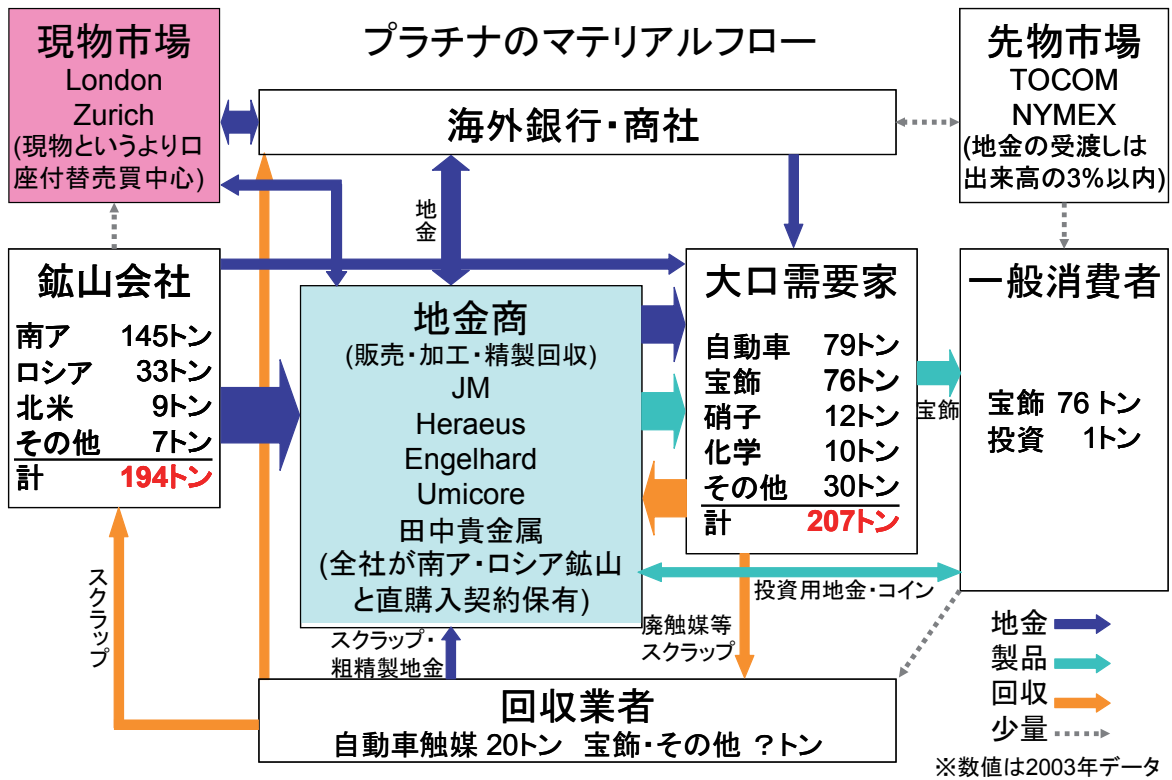 プラチナのマテリアルフロー
現物市場
London
Zurich
(現物というより口
座付替売買中心)
海外銀行・商社
先物市場
TOCOM
NYMEX
(地金の受渡しは
出来高の3%以内)
地金
鉱山会社
南ア 145トン
ロシア 33トン
北米 9トン
その他 7トン
計 194トン
地金商
(販売・加工・精製回収)
JM
Heraeus
Engelhard
Umicore
田中貴金属
(全社が南ア・ロシア鉱山
と直購入契約保有)
大口需要家
自動車 79トン
宝飾 76トン
硝子 12トン
化学 10トン
その他 30トン
計 207トン
宝飾
一般消費者
宝飾 76トン
投資 1トン
投資用地金・コイン
スクラップ
スクラップ・
粗精製地金
廃触媒等
スクラップ
回収業者
自動車触媒 20トン 宝飾・その他 ?トン
地金
製品
回収
少量
※数値は2003年データ